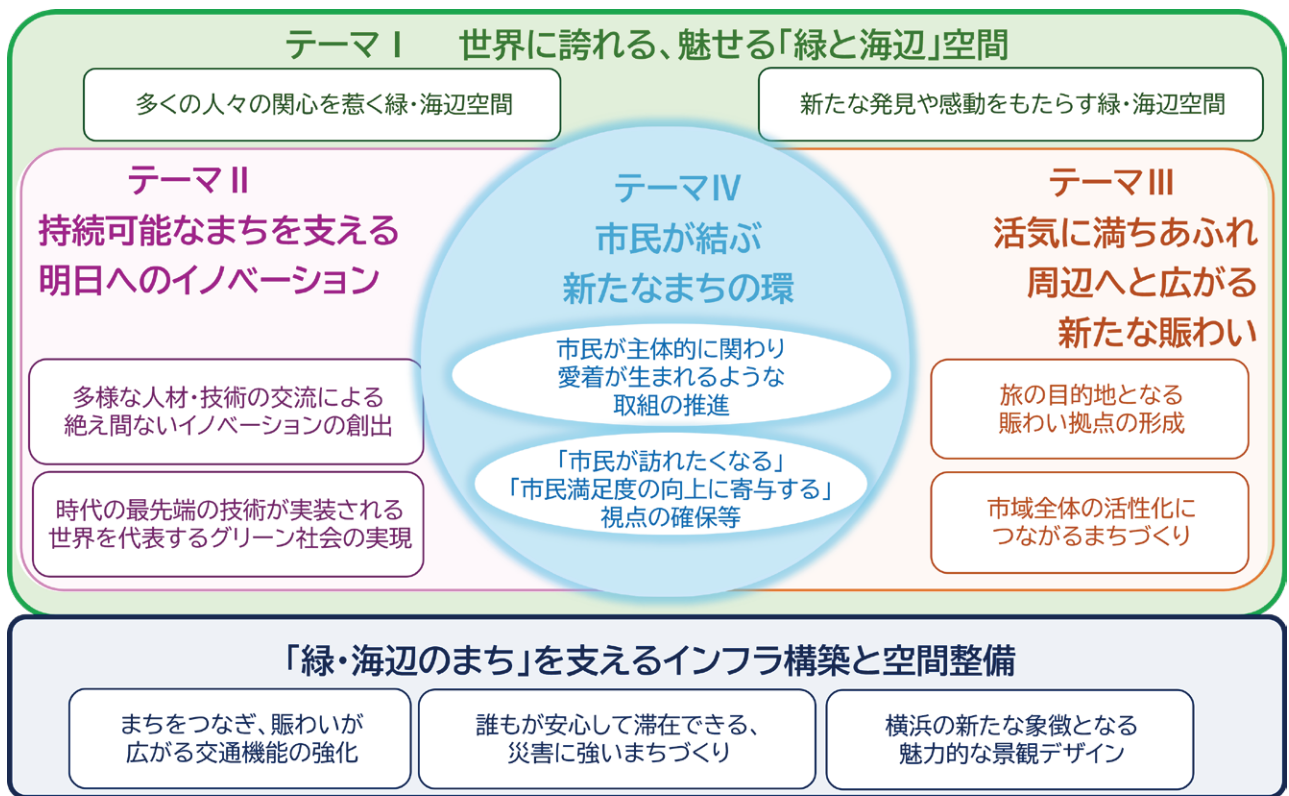 テーマⅠ　世界に誇れる、魅せる「緑と海辺」空間
多くの人々の関心を惹く緑・海辺空間
新たな発見や感動をもたらす緑・海辺空間
テーマⅡ
持続可能なまちを支える
明日へのイノベーション
多様な人材・技術の交流による
絶え間ないイノベーションの創出
時代の最先端の技術が実装される
世界を代表するグリーン社会の実現
テーマⅣ
市民が結ぶ
新たなまちの環
市民が主体的に関わり
愛着が生まれるような
取組の推進
「市民が訪れたくなる」
「市民満足度の向上に寄与する」
視点の確保等
テーマⅢ
活気に満ちあふれ
周辺へと広がる
新たな賑わい
旅の目的地となる
賑わい拠点の形成
市域全体の活性化に
つながるまちづくり
「緑・海辺のまち」を支えるインフラ構築と空間整備
まちをつなぎ、賑わいが
広がる交通機能の強化
誰もが安心して滞在できる、
災害に強いまちづくり
横浜の新たな象徴となる
魅力的な景観デザイン